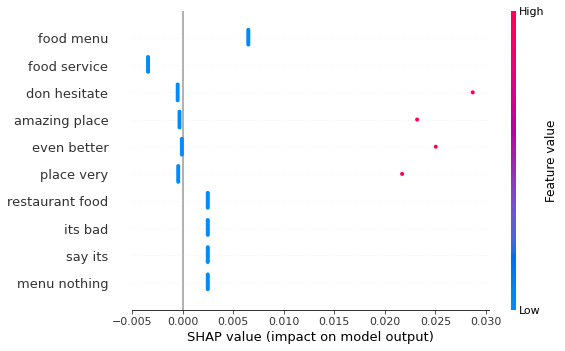 High
food menu
food service
don hesitate
amazing place
even better
place very
restaurant food
its bad
say its
menu nothing
Feature value
Low
−0.005 0.000 0.005 0.010 0.015 0.020 0.025 0.030
SHAP value (impact on model output)